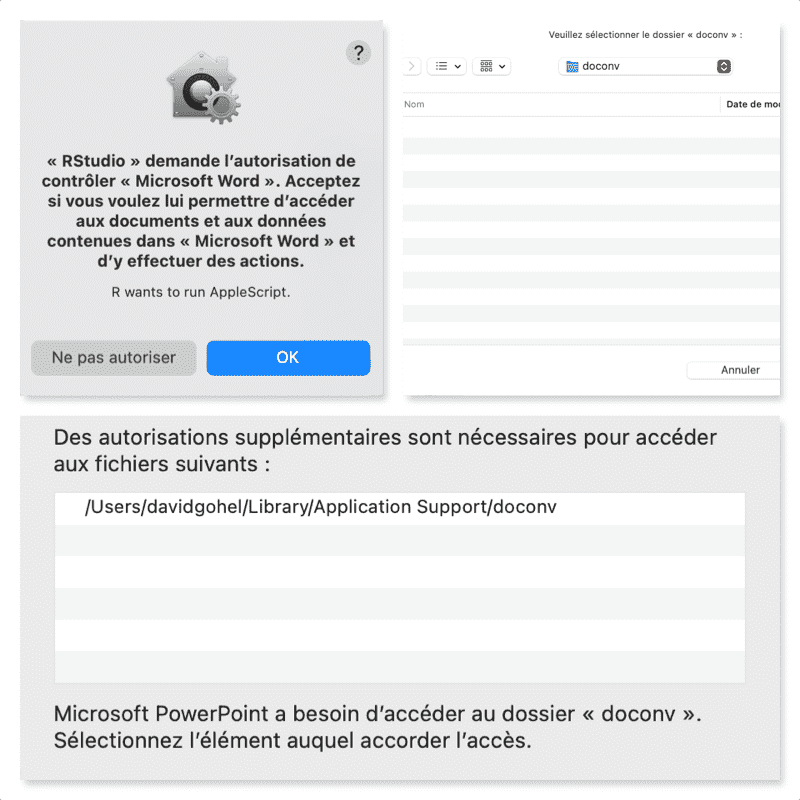 ?
« RStudio » demande l’autorisation de
contrôler « Microsoft Word ». Acceptez
si vous voulez lui permettre d’accéder
aux documents et aux données
contenues dans « Microsoft Word » et
d’y effectuer des actions.
R wants to run AppleScript.
Ne pas autoriser
OK
Veuillez sélectionner le dossier « doconv » :
doconv
Nom
Date de mo
Annuler
Des autorisations supplémentaires sont nécessaires pour accéder
aux fichiers suivants :
/Users/davidgohel/Library/Application Support/doconv
Microsoft PowerPoint a besoin d’accéder au dossier « doconv ».
Sélectionnez l’élément auquel accorder l’accès.